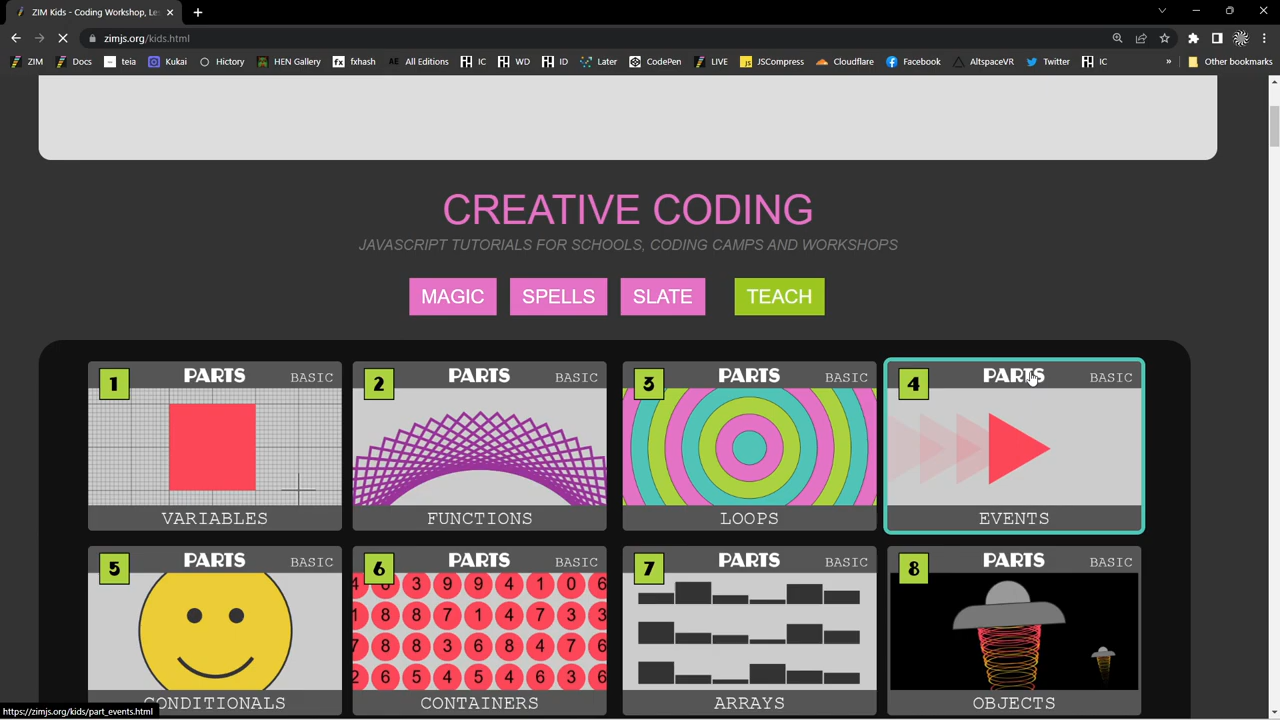 ZIM Kids - Coding Workshop, Les
zimjs.org/kids.html
ZIM Docs teia Kukai Hictory HEN Gallery fxhash All Editions IC WD ID Later CodePen LIVE JSCompress Cloudflare Facebook AltspaceVR Twitter IC » Other bookmarks
CREATIVE CODING
JAVASCRIPT TUTORIALS FOR SCHOOLS, CODING CAMPS AND WORKSHOPS
MAGIC SPELLS SLATE TEACH
1 PARTS BASIC 2 PARTS BASIC 3 PARTS BASIC 4 PARTS BASIC
VARIABLES FUNCTIONS LOOPS EVENTS
5 PARTS BASIC 6 PARTS BASIC 7 PARTS BASIC 8 PARTS BASIC
CONDITIONALS CONTAINERS ARRAYS OBJECTS
https://zimjs.org/kids/part_events.html